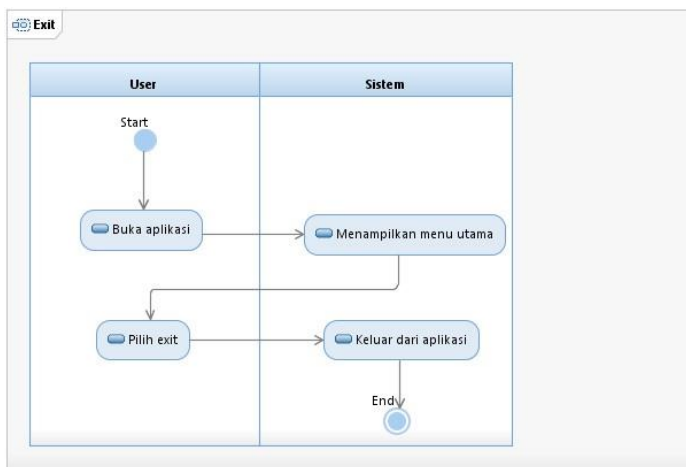 Exit
User
Sistem
Start
Buka aplikasi
Menampilkan menu utama
Pilih exit
Keluar dari aplikasi
End